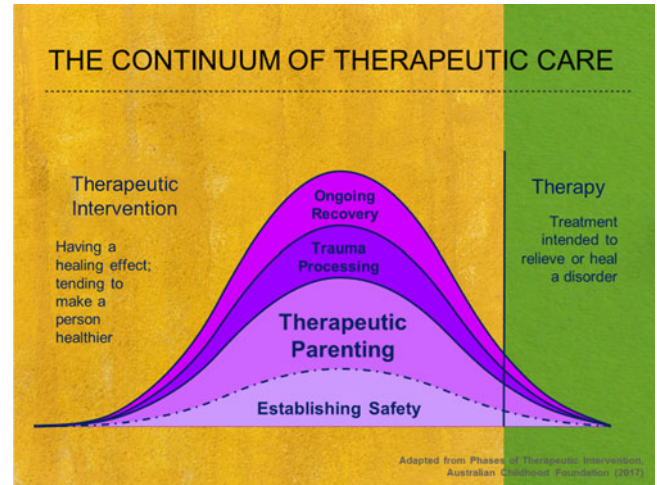 THE CONTINUUM OF THERAPEUTIC CARE
Therapeutic
Intervention
Having a
healing effect;
tending to
make a
person
healthier
Ongoing
Recovery
Trauma
Processing
Therapeutic
Parenting
Establishing Safety
Therapy
Treatment
intended to
relieve or heal
a disorder
Adapted from Phases of Therapeutic Intervention,
Australian Childhood Foundation (2017)